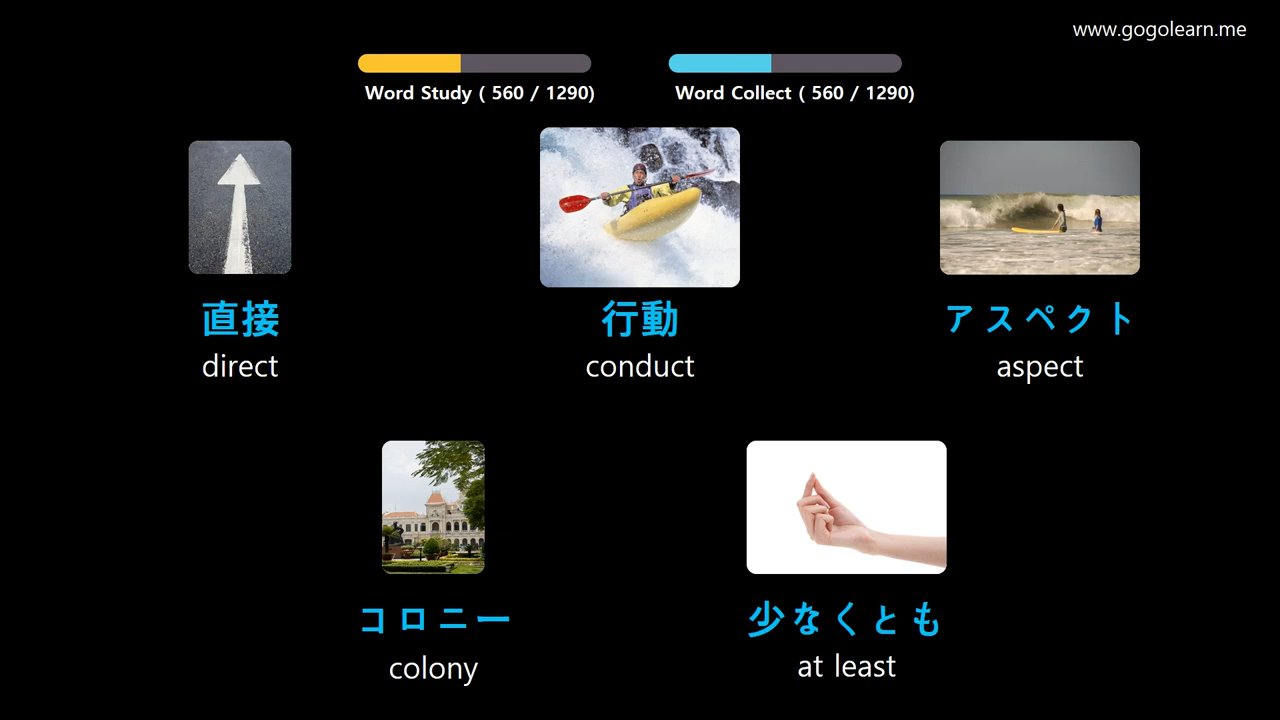 www.gogolearn.me
Word Study ( 560 / 1290)
Word Collect ( 560 / 1290)
直接
direct
行動
conduct
アスペクト
aspect
コロニー
colony
少なくとも
at least